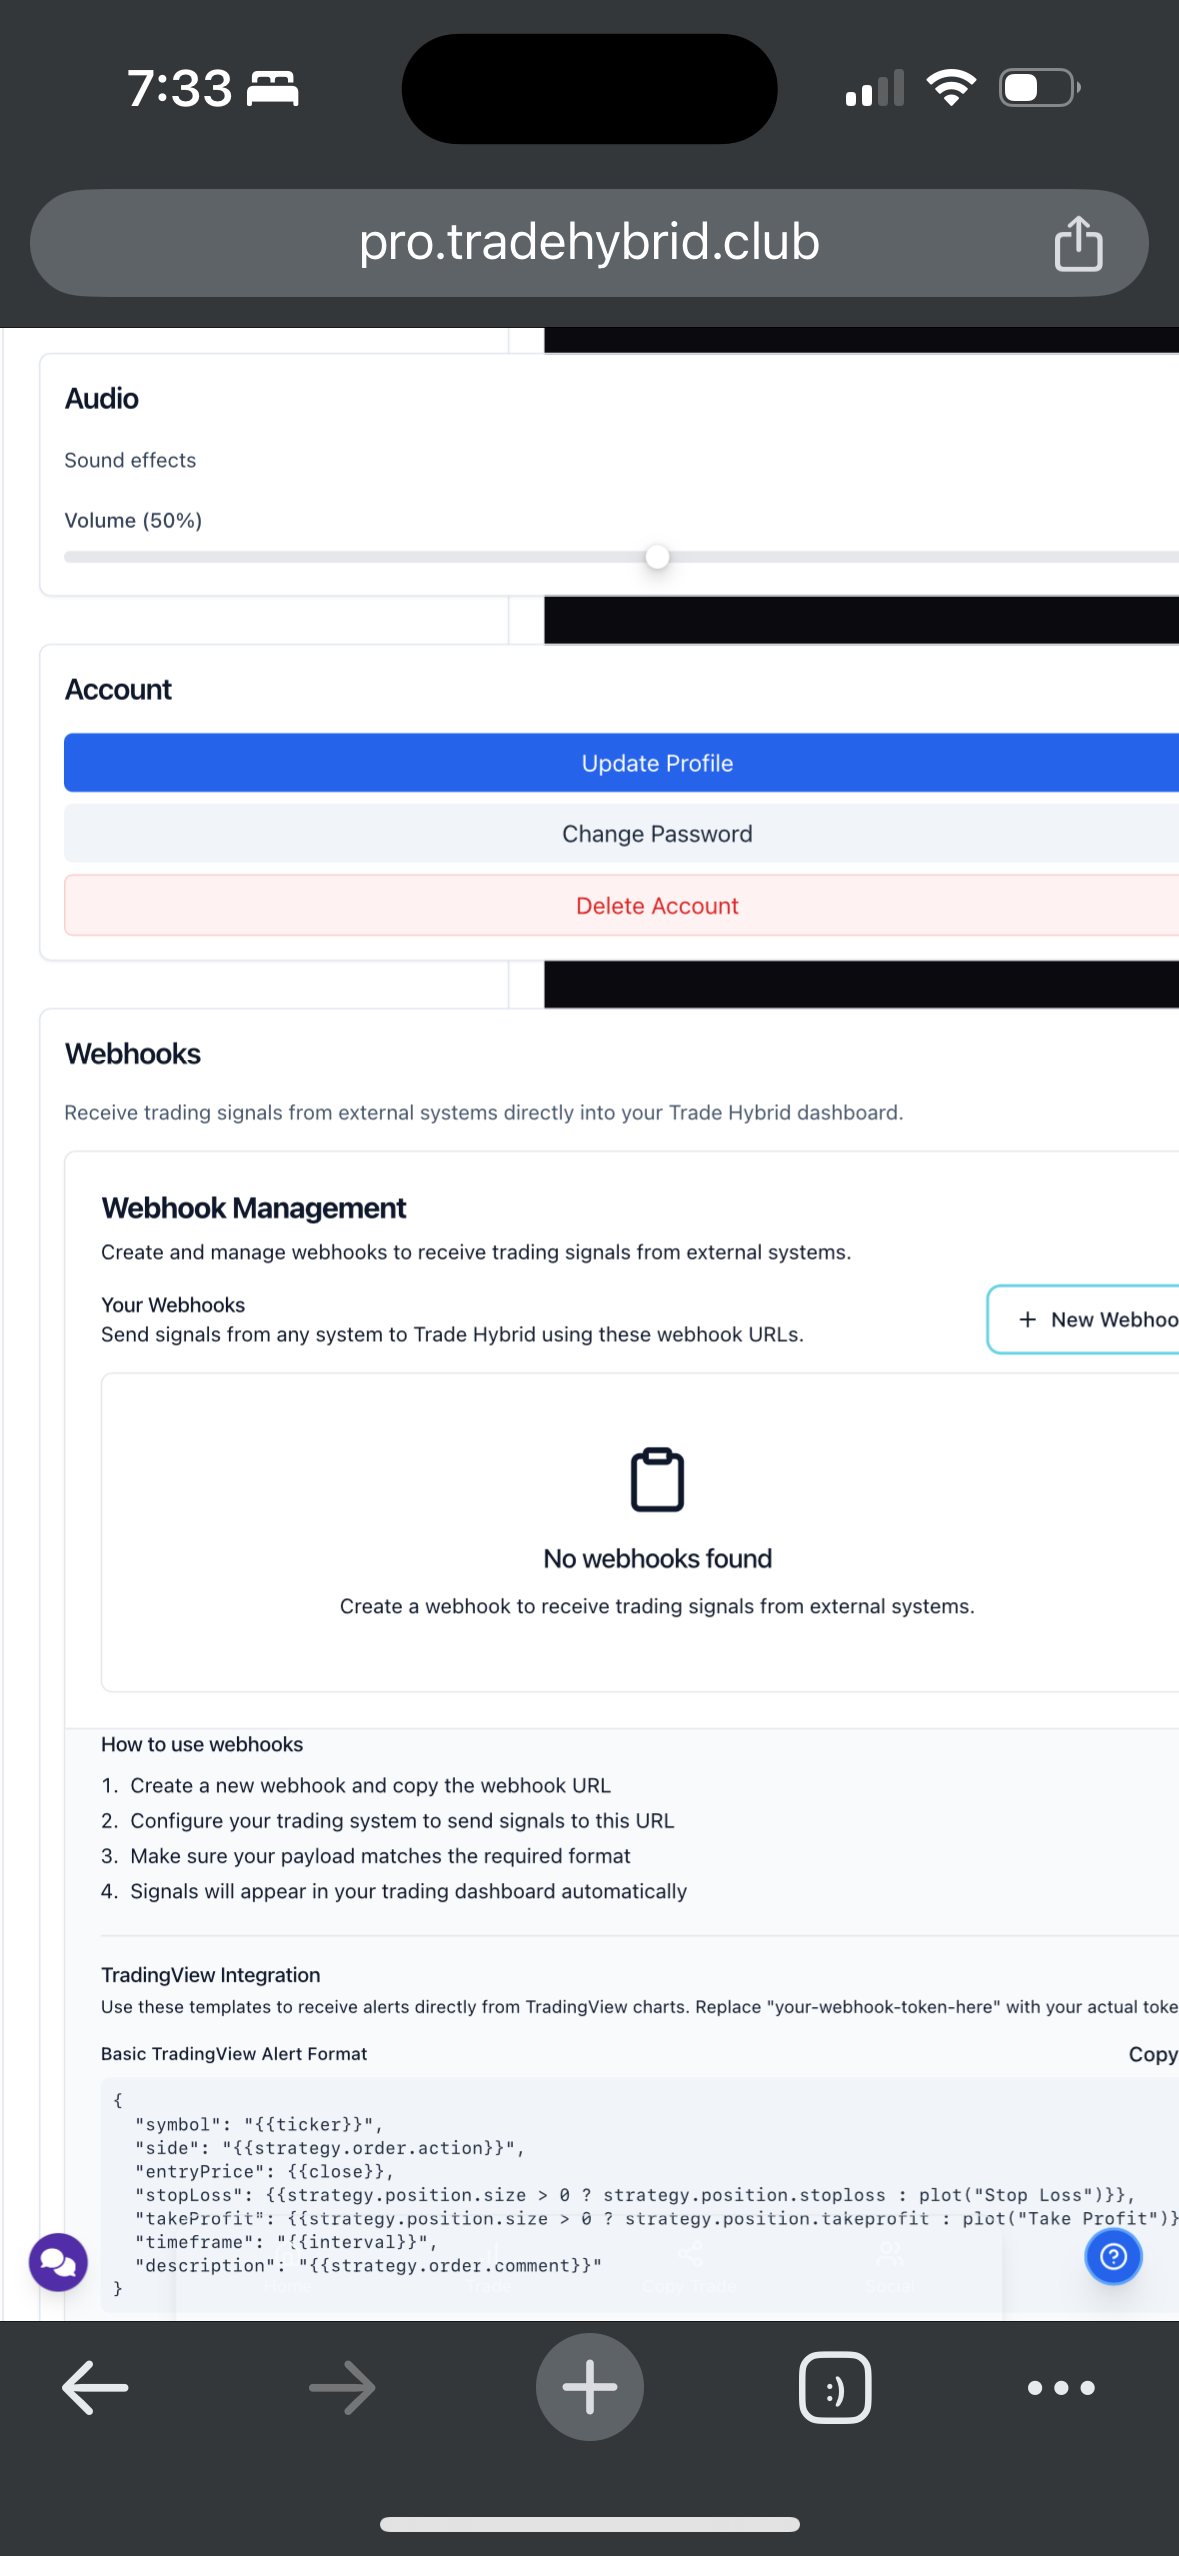 7:33
pro.tradehybrid.club
Audio
Sound effects
Volume (50%)
Account
Update Profile
Change Password
Delete Account
Webhooks
Receive trading signals from external systems directly into your Trade Hybrid dashboard.
Webhook Management
Create and manage webhooks to receive trading signals from external systems.
Your Webhooks
Send signals from any system to Trade Hybrid using these webhook URLs.
+ New Webhoo
No webhooks found
Create a webhook to receive trading signals from external systems.
How to use webhooks
1. Create a new webhook and copy the webhook URL
2. Configure your trading system to send signals to this URL
3. Make sure your payload matches the required format
4. Signals will appear in your trading dashboard automatically
TradingView Integration
Use these templates to receive alerts directly from TradingView charts. Replace "your-webhook-token-here" with your actual toke
Basic TradingView Alert Format
Copy
{
"symbol": "{{ticker}}",
"side": "{{strategy.order.action}}",
"entryPrice": {{close}},
"stopLoss": {{strategy.position.size > 0 ? strategy.position.stoploss : plot("Stop Loss")}},
"takeProfit": {{strategy.position.size > 0 ? strategy.position.takeprofit : plot("Take Profit")}
"timeframe": "{{interval}}",
"description": "{{strategy.order.comment}}"
}
Home
Trade
Copy Trade
Social
:)